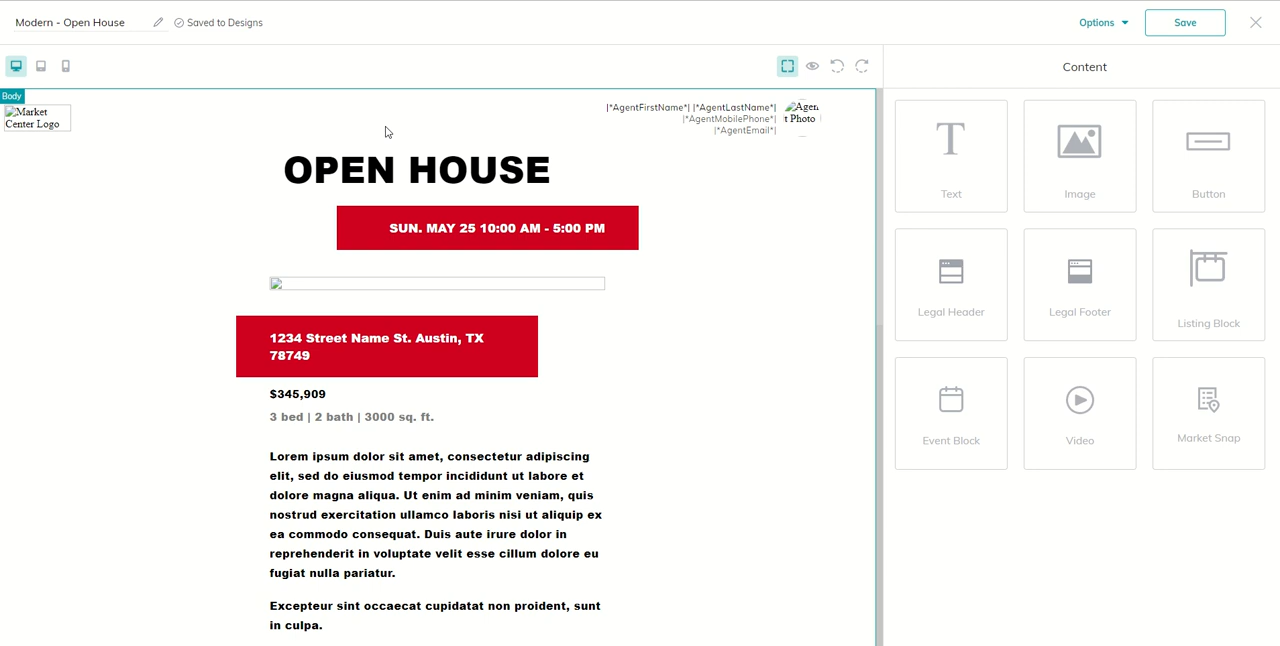 Modern - Open House
Saved to Designs
Options
Save
Content
Body
Market
Center Logo
|*AgentFirstName*| |*AgentLastName*|
|*AgentMobilePhone*|
|*AgentEmail*|
Agen
t Photo
OPEN HOUSE
SUN. MAY 25 10:00 AM - 5:00 PM
1234 Street Name St. Austin, TX
78749
$345,909
3 bed | 2 bath | 3000 sq. ft.
Lorem ipsum dolor sit amet, consectetur adipiscing
elit, sed do eiusmod tempor incididunt ut labore et
dolore magna aliqua. Ut enim ad minim veniam, quis
nostrud exercitation ullamco laboris nisi ut aliquip ex
ea commodo consequat. Duis aute irure dolor in
reprehenderit in voluptate velit esse cillum dolore eu
fugiat nulla pariatur.
Excepteur sint occaecat cupidatat non proident, sunt
in culpa.
Text
Image
Button
Legal Header
Legal Footer
Listing Block
Event Block
Video
Market Snap